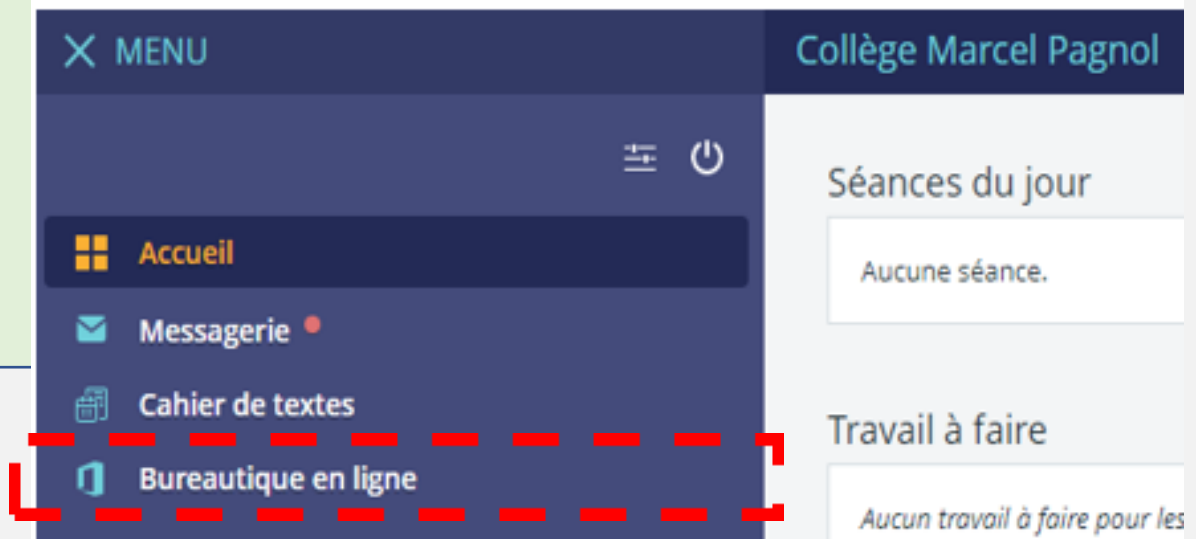 MENU
Collège Marcel Pagnol
Accueil
Messagerie
Cahier de textes
Bureautique en ligne
Séances du jour
Aucune séance.
Travail à faire
Aucun travail à faire pour les